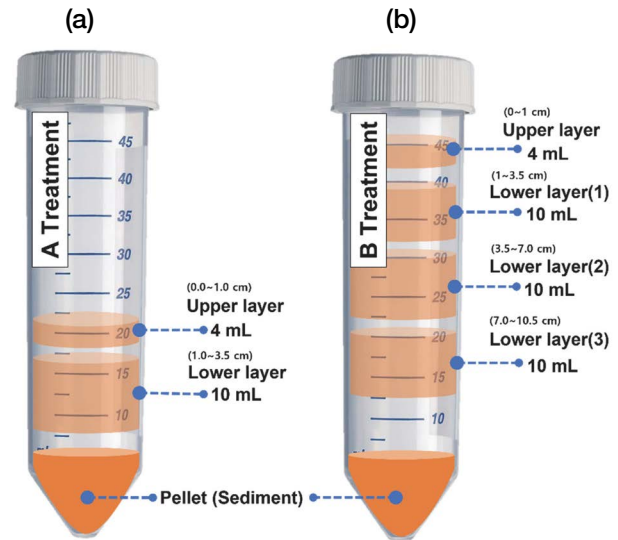 (a)
A Treatment
45
40
35
30
25
20
15
10
(0.0~1.0 cm)
Upper layer
4 mL
(1.0~3.5 cm)
Lower layer
10 mL
Pellet (Sediment)
(b)
B Treatment
45
40
35
30
25
20
15
10
(0~1 cm)
Upper layer
4 mL
(1~3.5 cm)
Lower layer(1)
10 mL
(3.5~7.0 cm)
Lower layer(2)
10 mL
(7.0~10.5 cm)
Lower layer(3)
10 mL